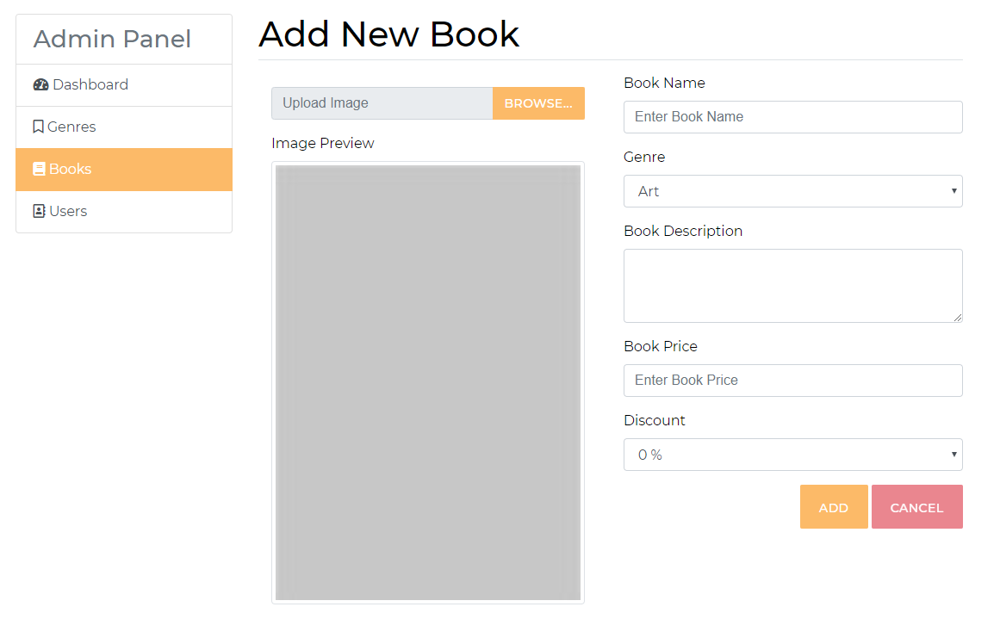 Admin Panel
Dashboard
Genres
Books
Users
Add New Book
Upload Image
BROWSE...
Image Preview
Book Name
Enter Book Name
Genre
Art
Book Description
Book Price
Enter Book Price
Discount
0 %
ADD
CANCEL